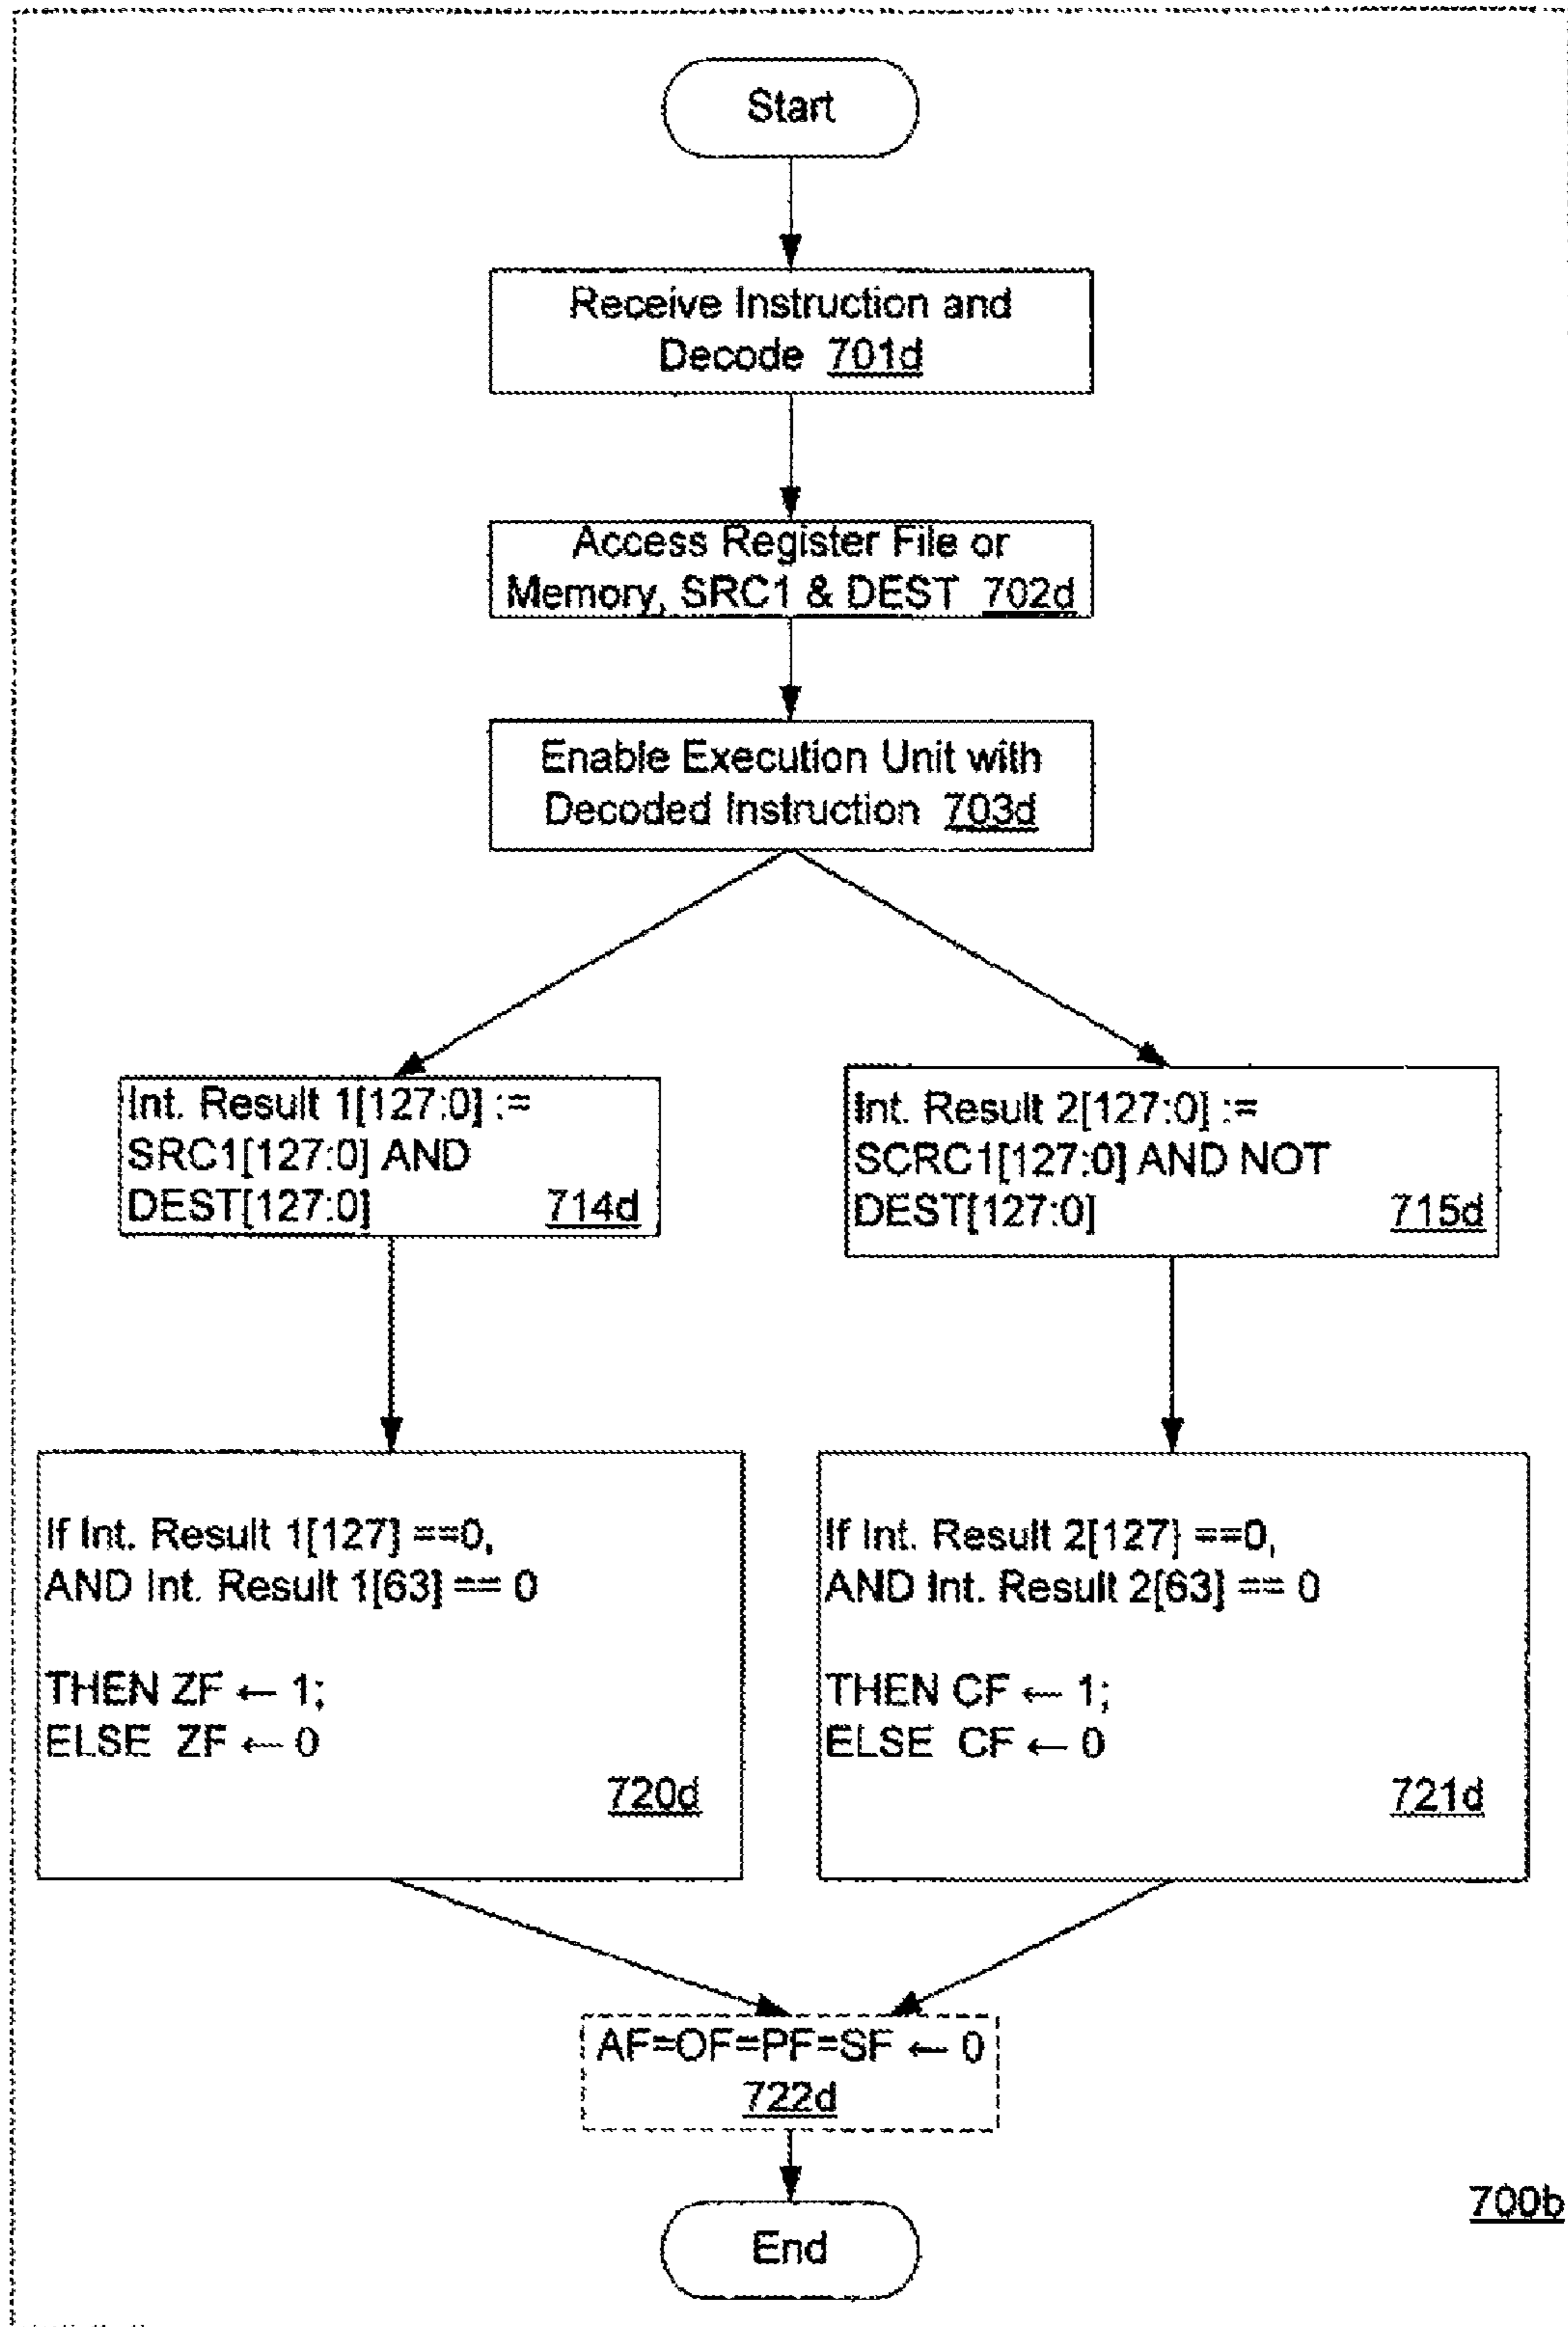 Start
Receive Instruction and
Decode 701d
Access Register File or
Memory, SRC1 & DEST 702d
Enable Execution Unit with
Decoded Instruction 703d
Int. Result 1[127:0] :=
SRC1[127:0] AND
DEST[127:0] 714d
Int. Result 2[127:0] :=
SCRC1[127:0] AND NOT
DEST[127:0] 715d
If Int. Result 1[127] ==0,
AND Int. Result 1[63] == 0
THEN ZF ← 1;
ELSE ZF ← 0
720d
If Int. Result 2[127] ==0,
AND Int. Result 2[63] == 0
THEN CF ← 1;
ELSE CF ← 0
721d
AF=OF=PF=SF ← 0
722d
700b
End